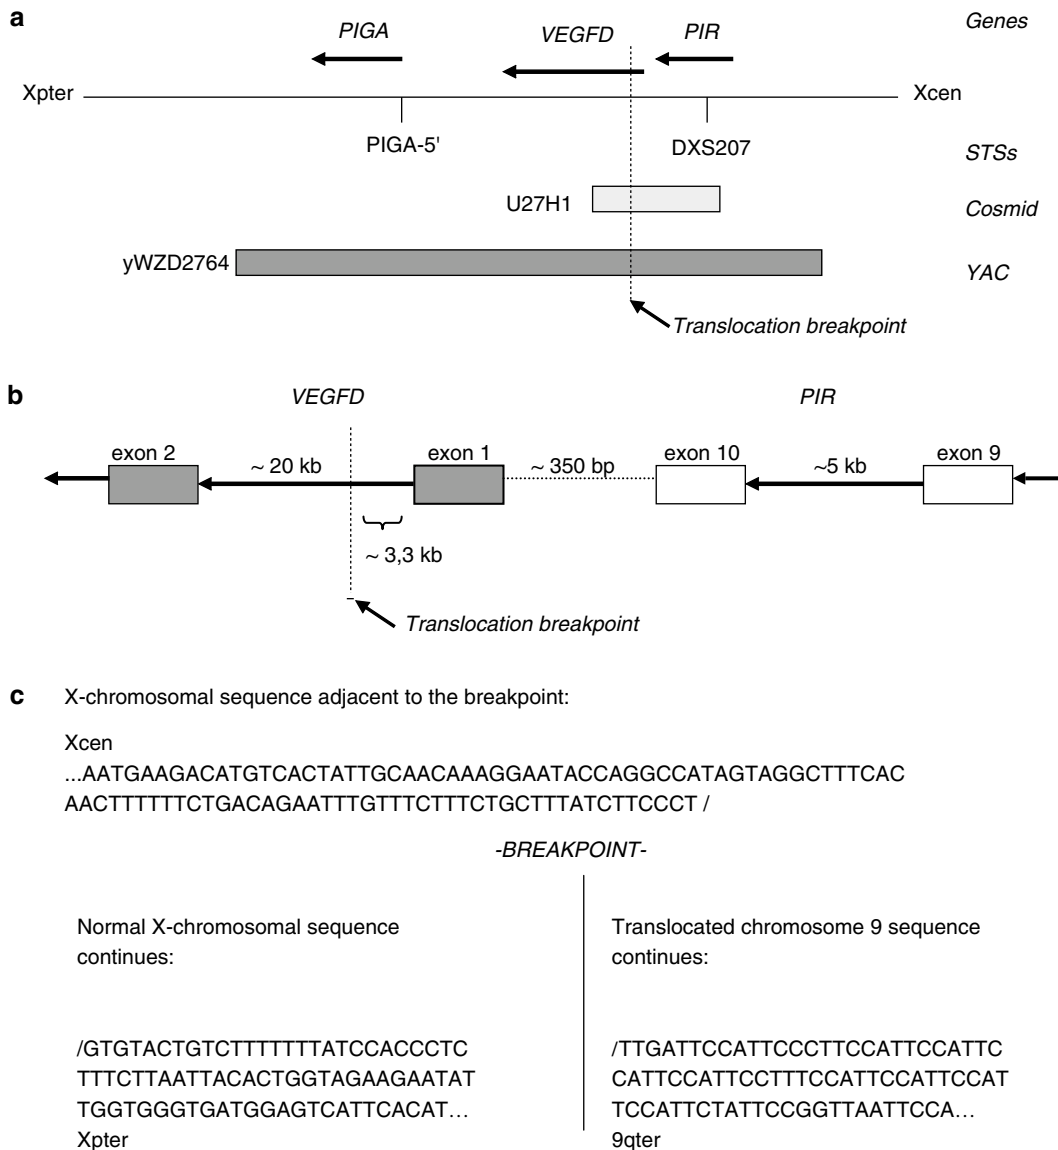 a
PIGA
VEGFD
PIR
Genes
Xpter
Xcen
PIGA-5'
DXS207
STSs
U27H1
Cosmid
yWZD2764
YAC
Translocation breakpoint
b
VEGFD
PIR
exon 2
~ 20 kb
exon 1
~ 350 bp
exon 10
~5 kb
exon 9
~ 3,3 kb
Translocation breakpoint
c X-chromosomal sequence adjacent to the breakpoint:
Xcen
...AATGAAGACATGTCACTATTGCAACAAAGGAATACCAGGCCATAGTAGGCTTTCAC
AACTTTTTTCTGACAGAATTTGTTTCTTTCTGCTTTATCTTCCCT /
-BREAKPOINT-
Normal X-chromosomal sequence
continues:
/GTGTACTGTCTTTTTTTATCCACCCTC
TTTCTTAATTACACTGGTAGAAGAATAT
TGGTGGGTGATGGAGTCATTCACAT...
Xpter
Translocated chromosome 9 sequence
continues:
/TTGATTCCATTCCCTTCCATTCCATTC
CATTCCATTCCTTTCCATTCCATTCCAT
TCCATTCTATTCCGGTTAATTCCA...
9qter